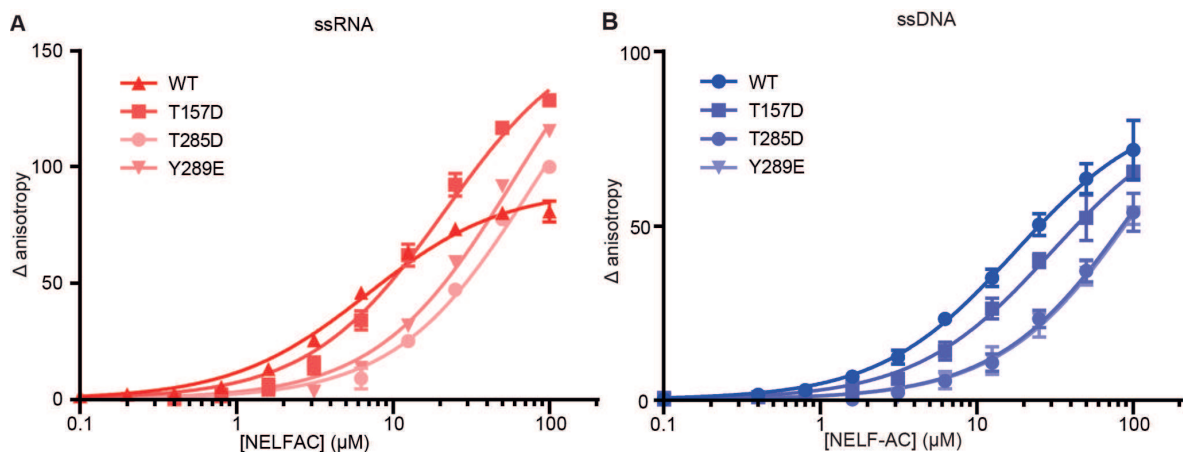 A
ssRNA
150
100
50
0
Δ anisotropy
WT
T157D
T285D
Y289E
0.1
1
10
100
[NELFAC] (µM)
B
ssDNA
100
50
0
Δ anisotropy
WT
T157D
T285D
Y289E
0.1
1
10
100
[NELF-AC] (µM)